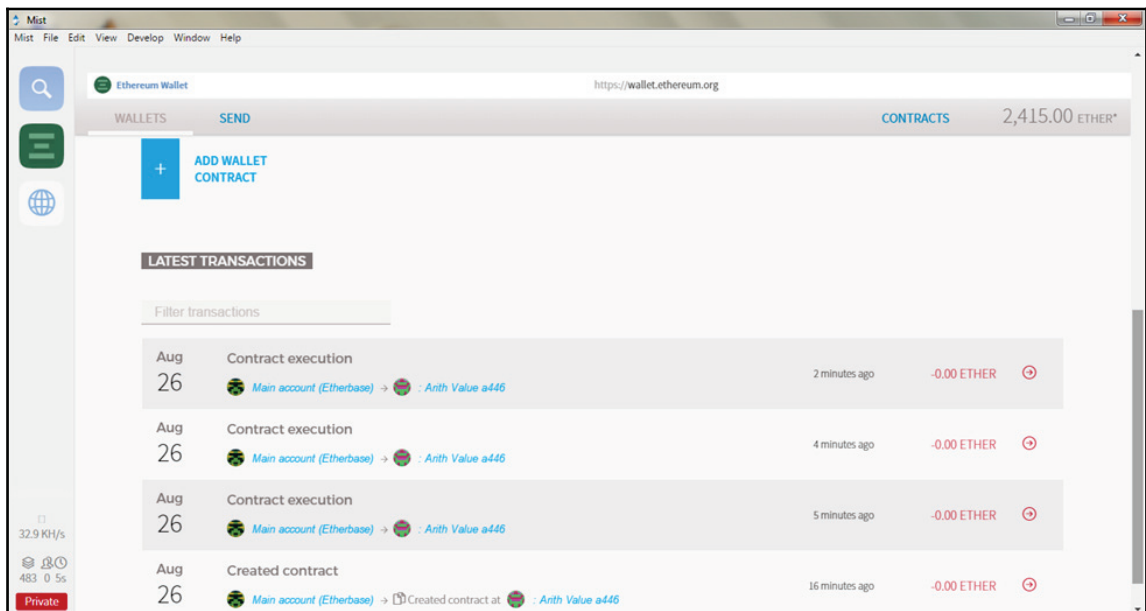 Mist
Mist File Edit View Develop Window Help
Ethereum Wallet https://wallet.ethereum.org
WALLETS SEND CONTRACTS 2,415.00 ETHER*
+ ADD WALLET
CONTRACT
LATEST TRANSACTIONS
Filter transactions
Aug Contract execution
26 Main account (Etherbase) → : Arith Value a446 2 minutes ago -0.00 ETHER
Aug Contract execution
26 Main account (Etherbase) → : Arith Value a446 4 minutes ago -0.00 ETHER
Aug Contract execution
26 Main account (Etherbase) → : Arith Value a446 5 minutes ago -0.00 ETHER
Aug Created contract
26 Main account (Etherbase) → Created contract at : Arith Value a446 16 minutes ago -0.00 ETHER
32.9 KH/s
483 0 5s
Private